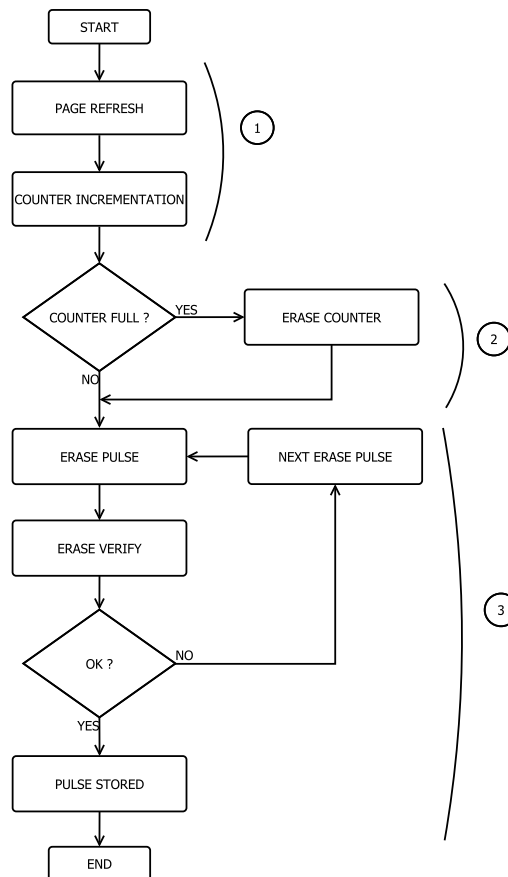 START
PAGE REFRESH
1
COUNTER INCREMENTATION
COUNTER FULL ?
YES
ERASE COUNTER
2
NO
ERASE PULSE
NEXT ERASE PULSE
ERASE VERIFY
3
OK ?
NO
YES
PULSE STORED
END